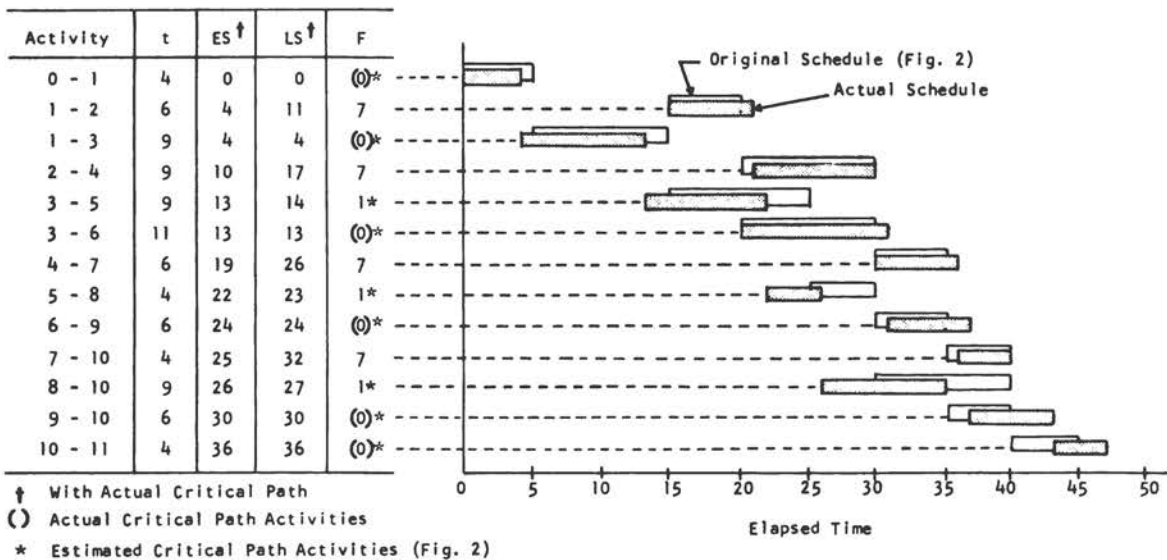 Activity t ES† LS† F
0 - 1 4 0 0 (0)*
1 - 2 6 4 11 7
1 - 3 9 4 4 (0)*
2 - 4 9 10 17 7
3 - 5 9 13 14 1*
3 - 6 11 13 13 (0)*
4 - 7 6 19 26 7
5 - 8 4 22 23 1*
6 - 9 6 24 24 (0)*
7 - 10 4 25 32 7
8 - 10 9 26 27 1*
9 - 10 6 30 30 (0)*
10 - 11 4 36 36 (0)*
Original Schedule (Fig. 2)
Actual Schedule
0 5 10 15 20 25 30 35 40 45 50
Elapsed Time
† With Actual Critical Path
() Actual Critical Path Activities
* Estimated Critical Path Activities (Fig. 2)